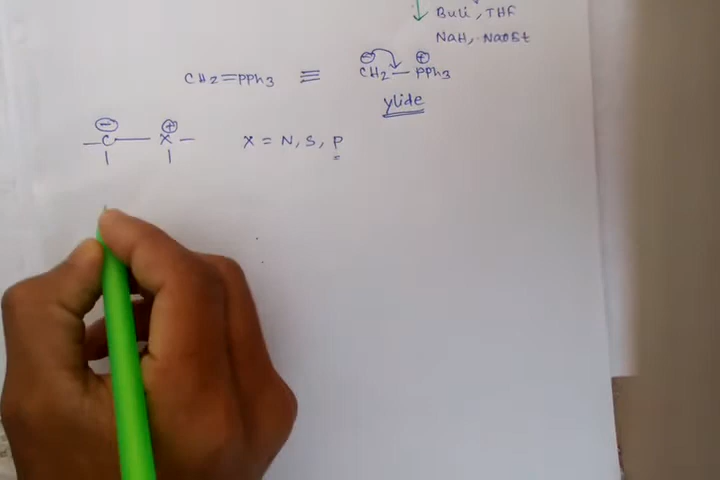 BuLi, THF
NaH, NaOEt
CH2=PPh3 ≡ ⊖CH2—⊕PPh3
ylide
—C⊖—X⊕— X = N, S, P